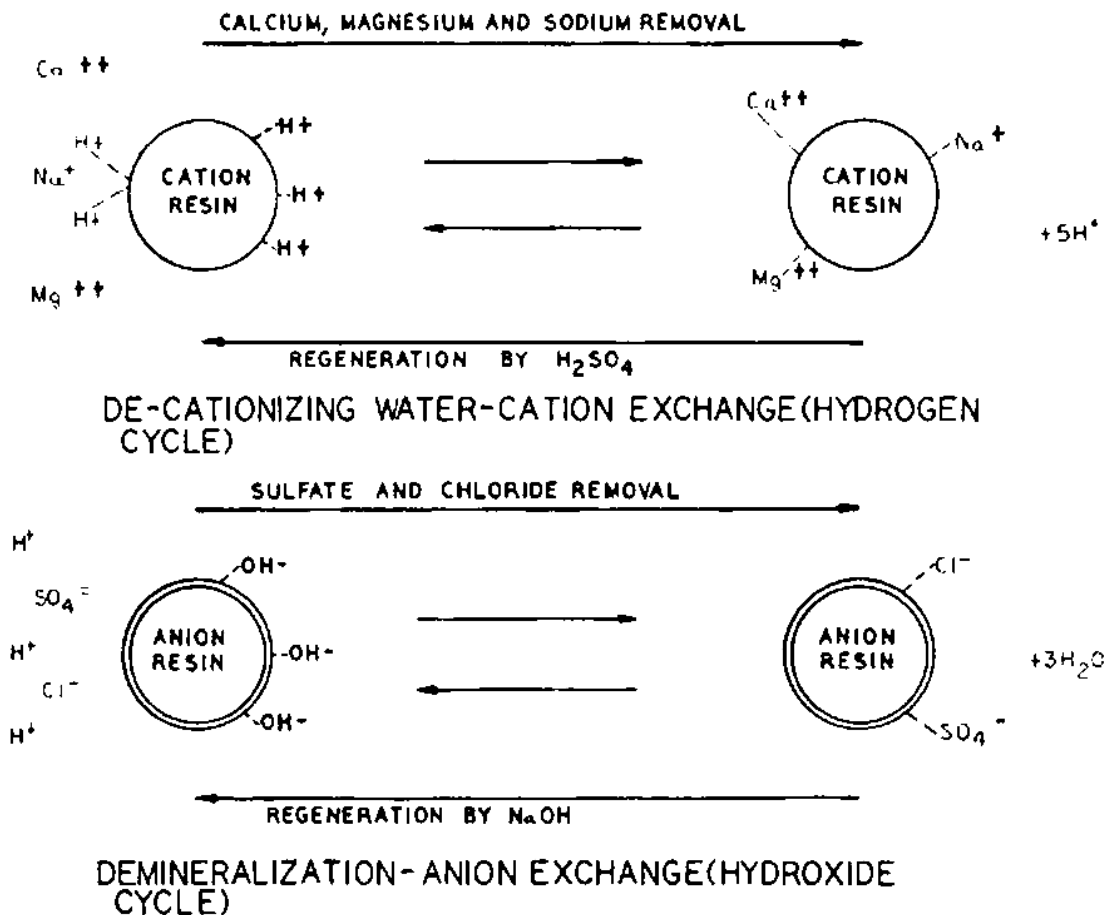 CALCIUM, MAGNESIUM AND SODIUM REMOVAL
Ca ++
H+
Na+
H+
Mg ++
CATION
RESIN
H+
H+
H+
Ca++
CATION
RESIN
Na +
Mg ++
+5H+
REGENERATION BY H2SO4
DE-CATIONIZING WATER-CATION EXCHANGE(HYDROGEN
CYCLE)
SULFATE AND CHLORIDE REMOVAL
H+
SO4=
H+
Cl-
H+
ANION
RESIN
OH-
OH-
OH-
Cl-
ANION
RESIN
SO4-
+3H2O
REGENERATION BY NaOH
DEMINERALIZATION-ANION EXCHANGE(HYDROXIDE
CYCLE)